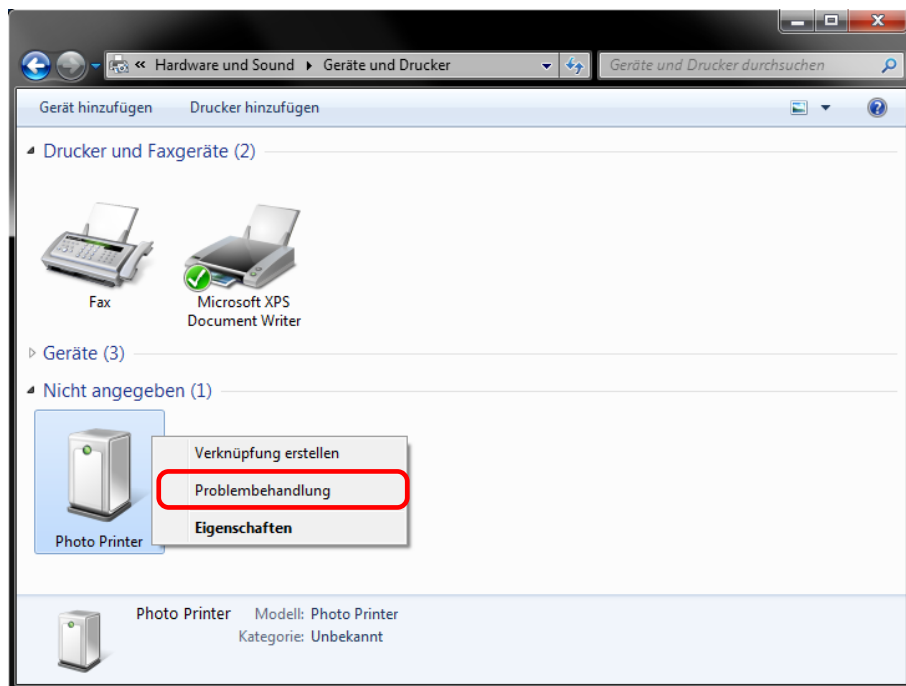 « Hardware und Sound Geräte und Drucker Geräte und Drucker durchsuchen
Gerät hinzufügen Drucker hinzufügen
Drucker und Faxgeräte (2)
Fax
Microsoft XPS
Document Writer
Geräte (3)
Nicht angegeben (1)
Photo Printer
Verknüpfung erstellen
Problembehandlung
Eigenschaften
Photo Printer Modell: Photo Printer
Kategorie: Unbekannt